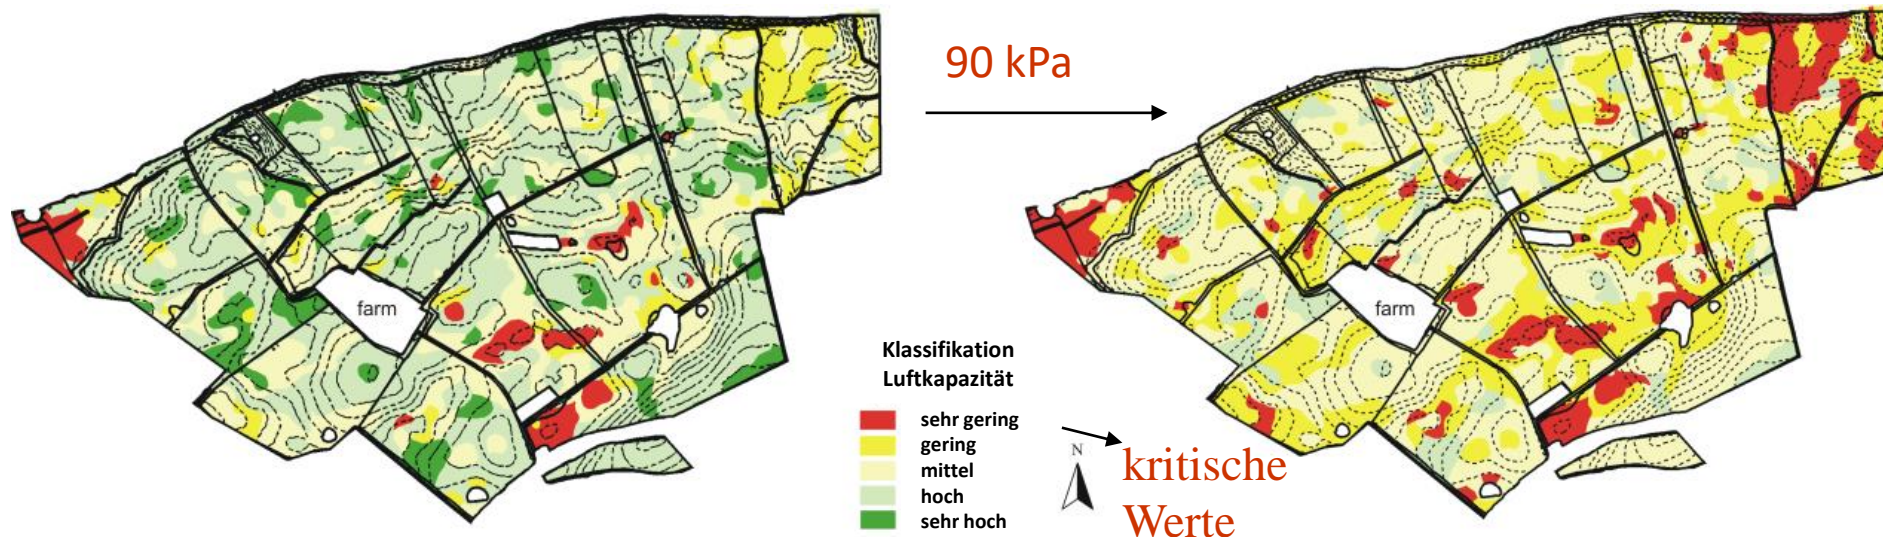 90 kPa
farm
farm
Klassifikation
Luftkapazität
sehr gering
gering
mittel
hoch
sehr hoch
N
kritische
Werte